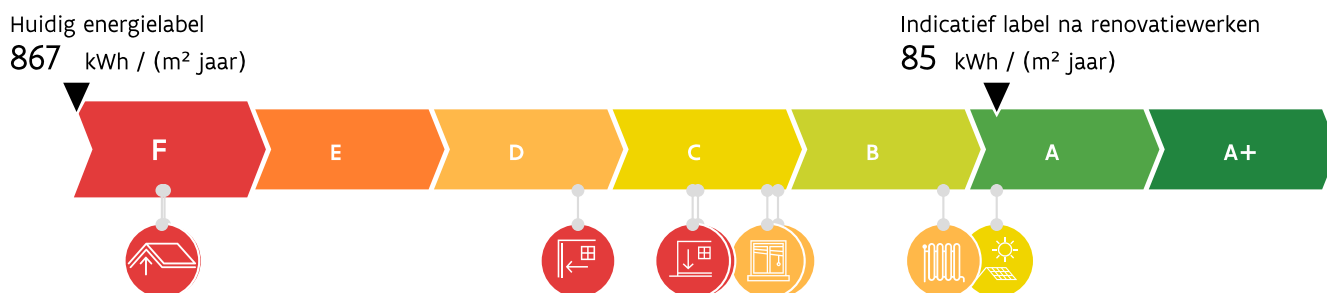 Huidig energielabel
867 kWh / (m² jaar)
Indicatief label na renovatiewerken
85 kWh / (m² jaar)
F E D C B A A+